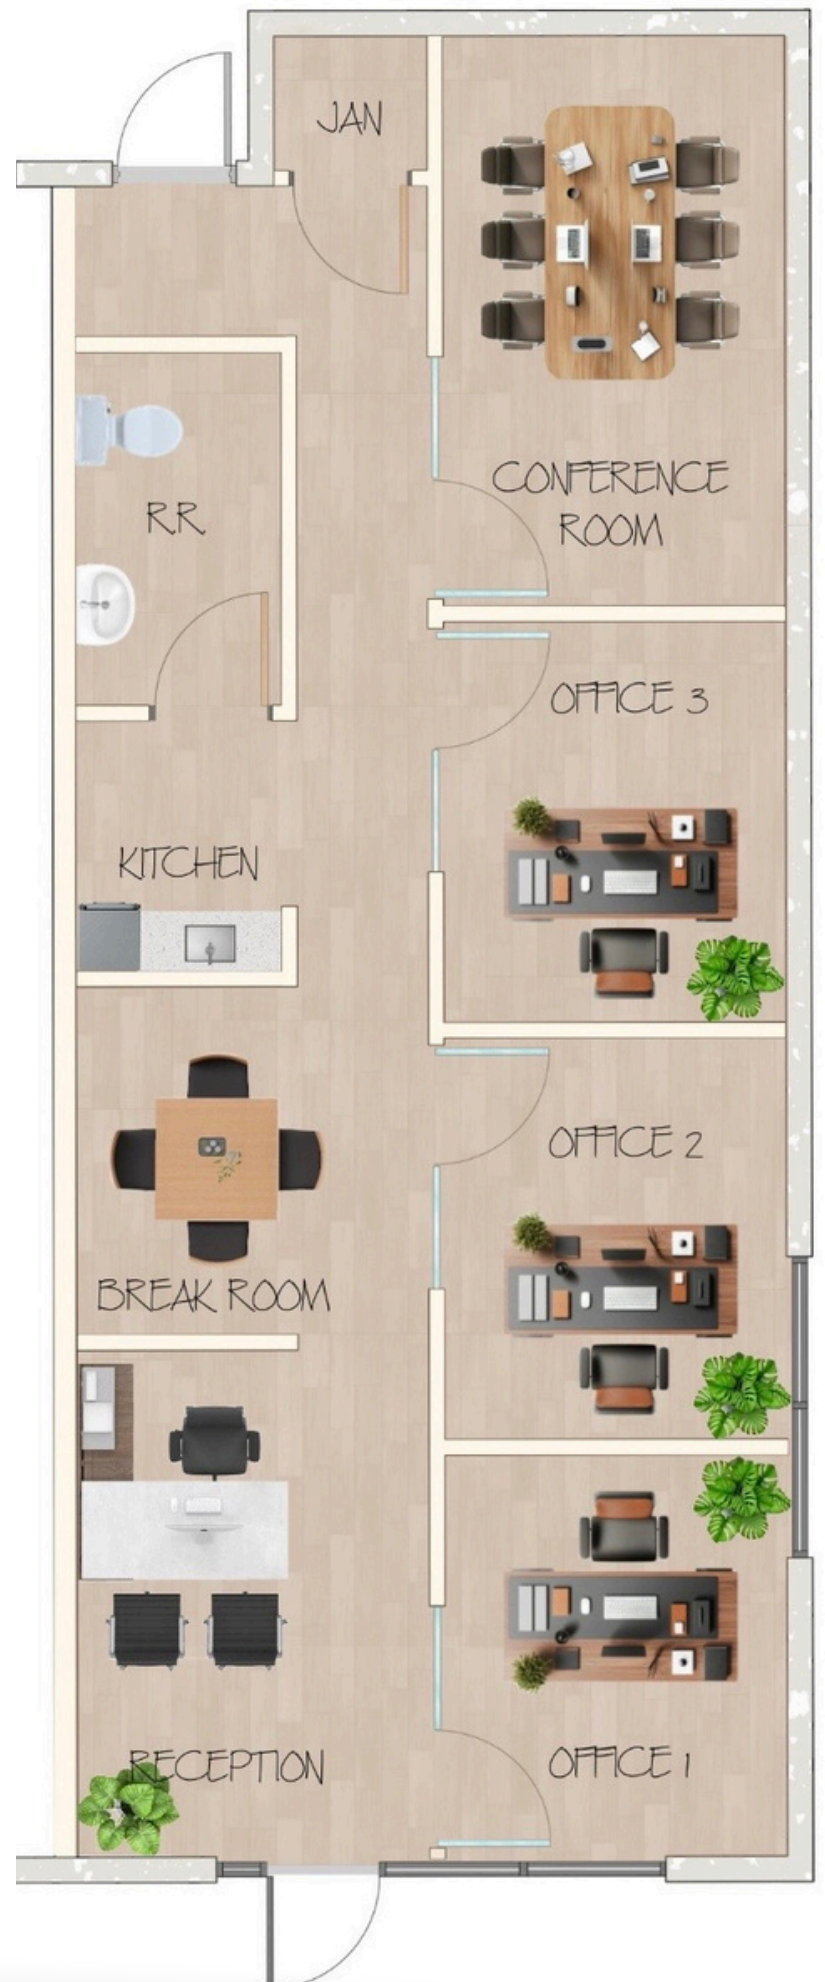 JAN
CONFERENCE
ROOM
R.R.
OFFICE 3
KITCHEN
OFFICE 2
BREAK ROOM
RECEPTION
OFFICE 1